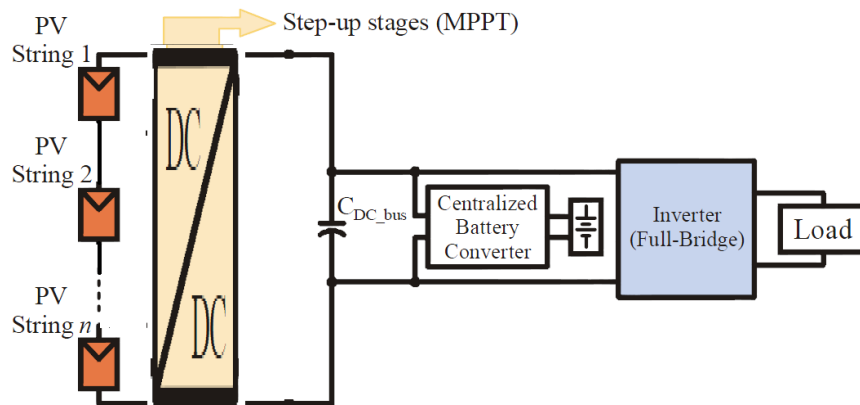 PV
String 1
Step-up stages (MPPT)
PV
String 2
PV
String n
DC
DC
C_DC_bus
Centralized
Battery
Converter
Inverter
(Full-Bridge)
Load